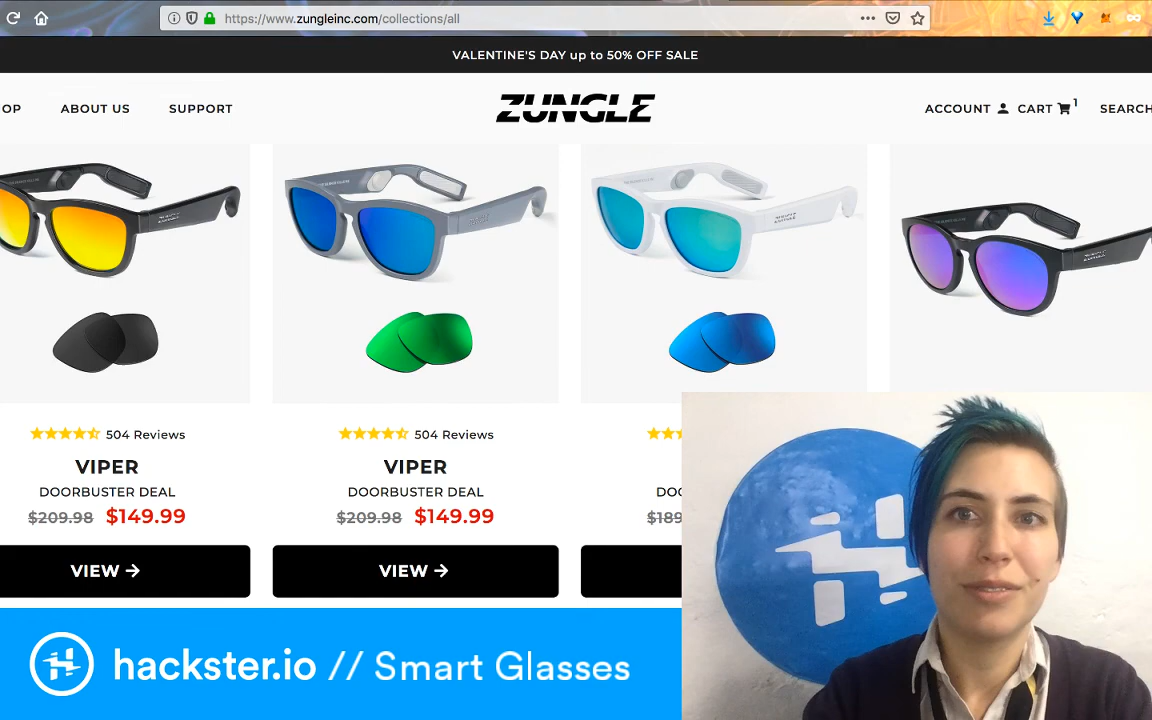 https://www.zungleinc.com/collections/all
VALENTINE'S DAY up to 50% OFF SALE
OP ABOUT US SUPPORT ZUNGLE ACCOUNT CART 1 SEARCH
504 Reviews 504 Reviews
VIPER VIPER
DOORBUSTER DEAL DOORBUSTER DEAL DO
$209.98 $149.99 $209.98 $149.99 $189
VIEW → VIEW →
hackster.io // Smart Glasses